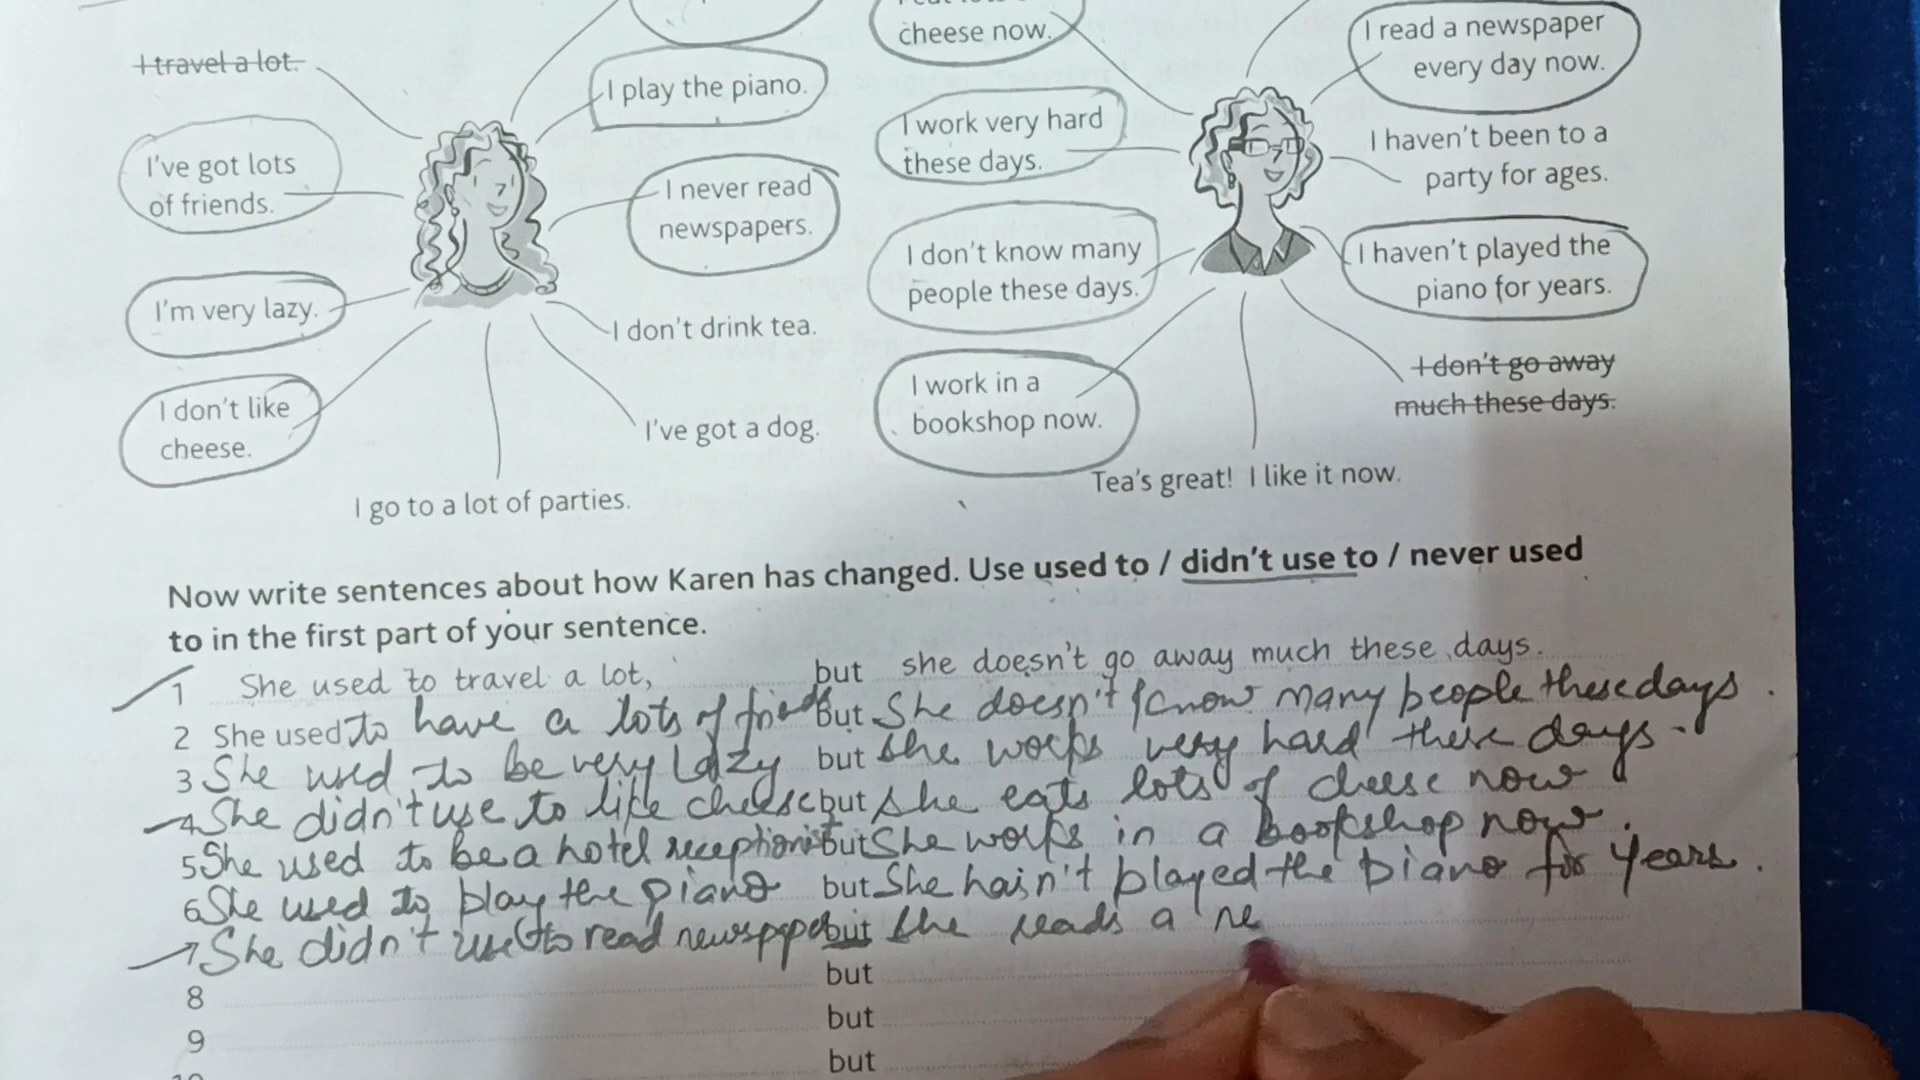 cheese now.
I read a newspaper
every day now.
I travel a lot.
I play the piano.
I work very hard
these days.
I haven't been to a
party for ages.
I've got lots
of friends.
I never read
newspapers.
I don't know many
people these days.
I haven't played the
piano for years.
I'm very lazy.
I don't drink tea.
I don't like
cheese.
I work in a
bookshop now.
I don't go away
much these days.
I've got a dog.
I go to a lot of parties.
Tea's great! I like it now.
Now write sentences about how Karen has changed. Use used to / didn't use to / never used
to in the first part of your sentence.
1 She used to travel a lot, but she doesn't go away much these days.
2 She used to have a lots of friends but She doesn't know many people these days.
3 She used to be very lazy but she works very hard these days.
4 She didn't use to like cheese but she eats lots of cheese now
5 She used to be a hotel receptionist but She works in a bookshop now.
6 She used to play the piano but She hasn't played the piano for years.
7 She didn't use to read newspaper but she reads a ne
8 but
9 but
but